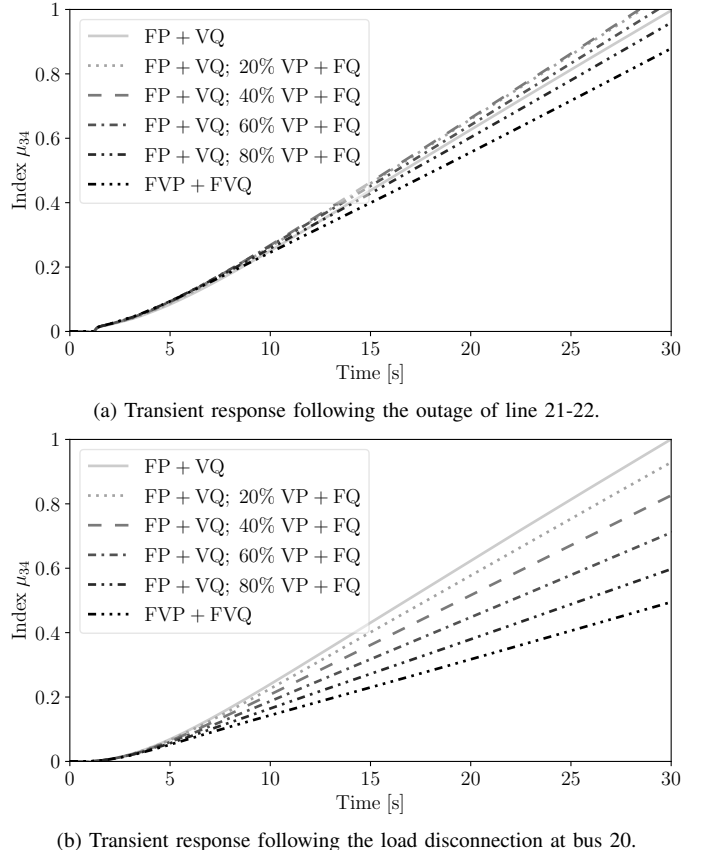 1
0.8
0.6
0.4
0.2
0
Index μ34
FP + VQ
FP + VQ; 20% VP + FQ
FP + VQ; 40% VP + FQ
FP + VQ; 60% VP + FQ
FP + VQ; 80% VP + FQ
FVP + FVQ
0 5 10 15 20 25 30
Time [s]
(a) Transient response following the outage of line 21-22.
1
0.8
0.6
0.4
0.2
0
Index μ34
FP + VQ
FP + VQ; 20% VP + FQ
FP + VQ; 40% VP + FQ
FP + VQ; 60% VP + FQ
FP + VQ; 80% VP + FQ
FVP + FVQ
0 5 10 15 20 25 30
Time [s]
(b) Transient response following the load disconnection at bus 20.